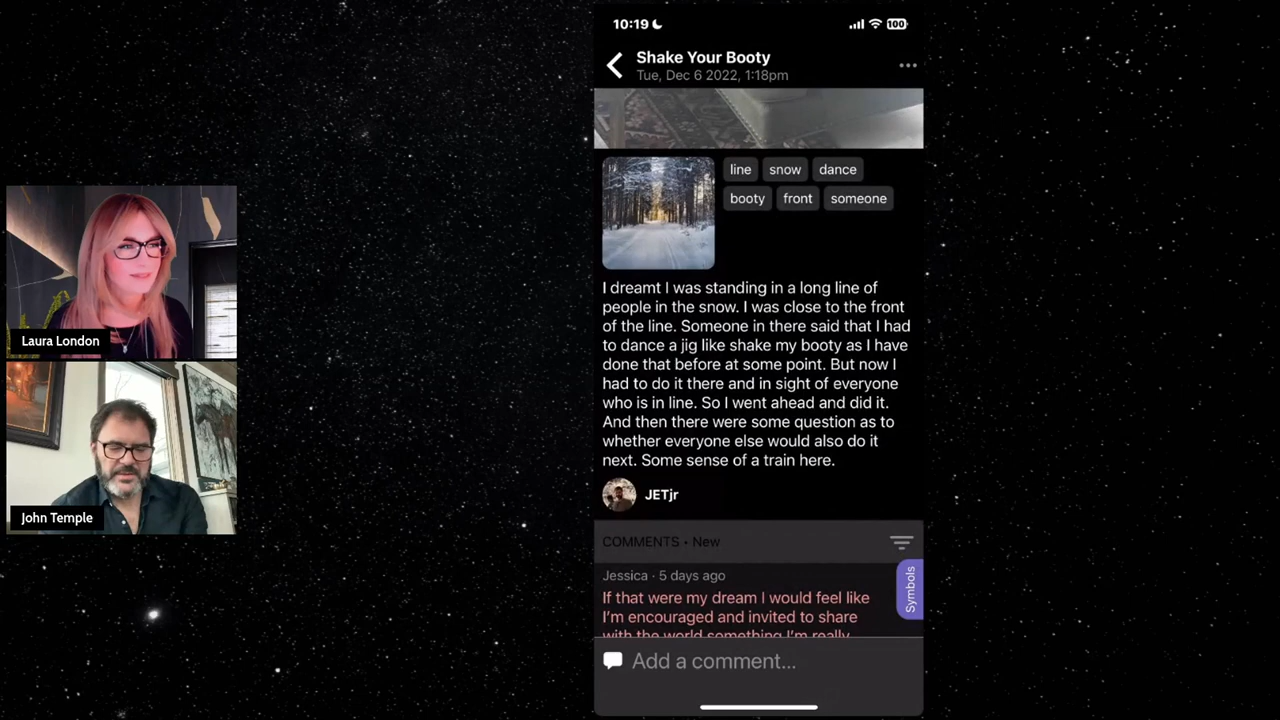 10:19
100
Shake Your Booty
Tue, Dec 6 2022, 1:18pm
line snow dance
booty front someone
I dreamt I was standing in a long line of
people in the snow. I was close to the front
of the line. Someone in there said that I had
to dance a jig like shake my booty as I have
done that before at some point. But now I
had to do it there and in sight of everyone
who is in line. So I went ahead and did it.
And then there were some question as to
whether everyone else would also do it
next. Some sense of a train here.
JETjr
COMMENTS • New
Symbols
Jessica · 5 days ago
If that were my dream I would feel like
I'm encouraged and invited to share
with the world something I'm really
Add a comment...
Laura London
John Temple